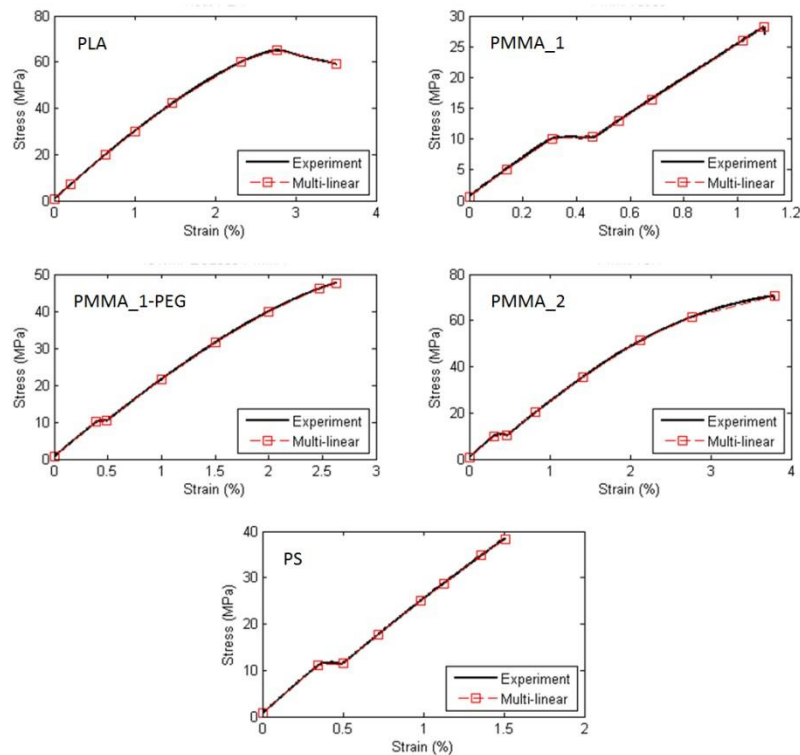 PLA
80
60
40
20
0
Stress (MPa)
0 1 2 3 4
Strain (%)
Experiment
Multi-linear
PMMA_1
30
25
20
15
10
5
0
Stress (MPa)
0 0.2 0.4 0.6 0.8 1 1.2
Strain (%)
Experiment
Multi-linear
PMMA_1-PEG
50
40
30
20
10
0
Stress (MPa)
0 0.5 1 1.5 2 2.5 3
Strain (%)
Experiment
Multi-linear
PMMA_2
80
60
40
20
0
Stress (MPa)
0 1 2 3 4
Strain (%)
Experiment
Multi-linear
PS
40
30
20
10
0
Stress (MPa)
0 0.5 1 1.5 2
Strain (%)
Experiment
Multi-linear